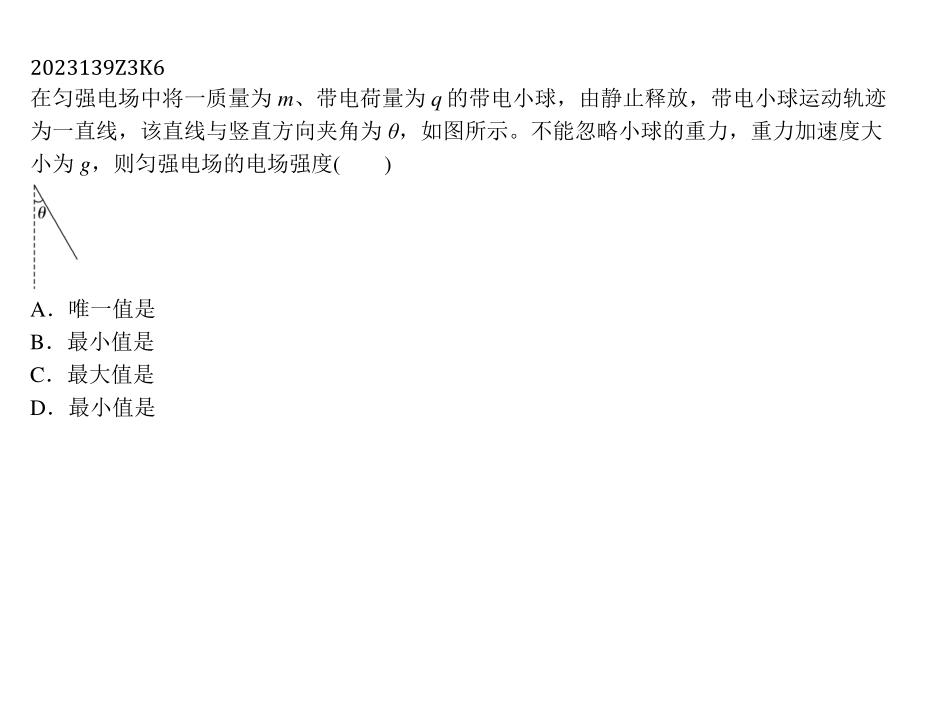 2023139Z3K6
在匀强电场中将一质量为 m、带电荷量为 q 的带电小球，由静止释放，带电小球运动轨迹
为一直线，该直线与竖直方向夹角为 θ，如图所示。不能忽略小球的重力，重力加速度大
小为 g，则匀强电场的电场强度(　　)
θ
A．唯一值是
B．最小值是
C．最大值是
D．最小值是